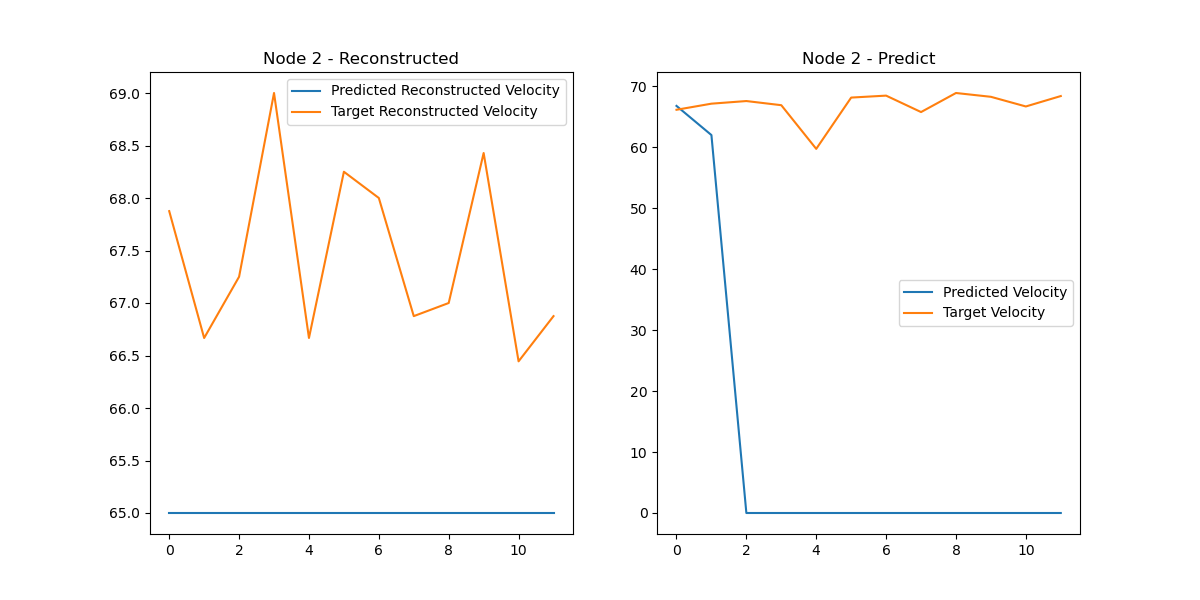 Node 2 - Reconstructed
69.0
68.5
68.0
67.5
67.0
66.5
66.0
65.5
65.0
0 2 4 6 8 10
Predicted Reconstructed Velocity
Target Reconstructed Velocity
Node 2 - Predict
70
60
50
40
30
20
10
0
0 2 4 6 8 10
Predicted Velocity
Target Velocity